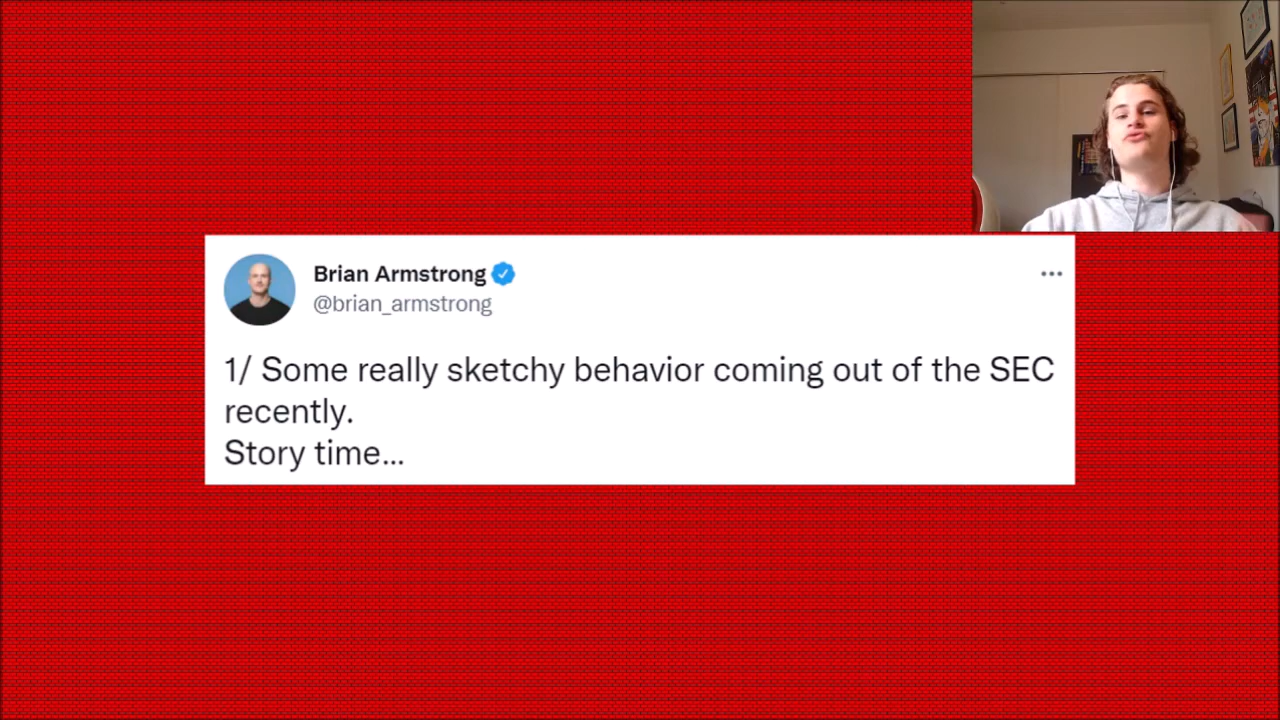 Brian Armstrong
@brian_armstrong
1/ Some really sketchy behavior coming out of the SEC
recently.
Story time...